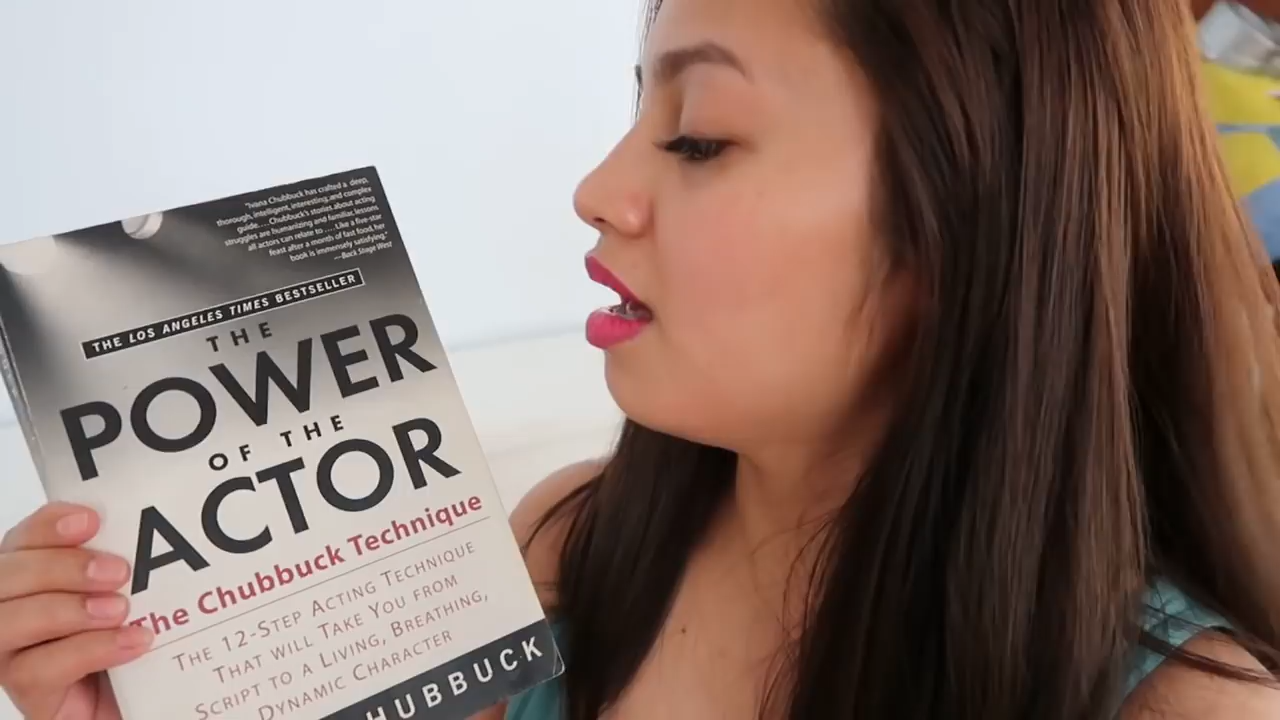 "Ivana Chubbuck has crafted a deep,
thorough, intelligent, interesting, and complex
guide.... Chubbuck's stories about acting
struggles are humanizing and familiar, lessons
all actors can relate to.... Like a five-star
feast after a month of fast food, her
book is immensely satisfying."
—Back Stage West
THE LOS ANGELES TIMES BESTSELLER
THE
POWER
OF THE
ACTOR
The Chubbuck Technique
THE 12-STEP ACTING TECHNIQUE
THAT WILL TAKE YOU FROM
SCRIPT TO A LIVING, BREATHING,
DYNAMIC CHARACTER
HUBBUCK